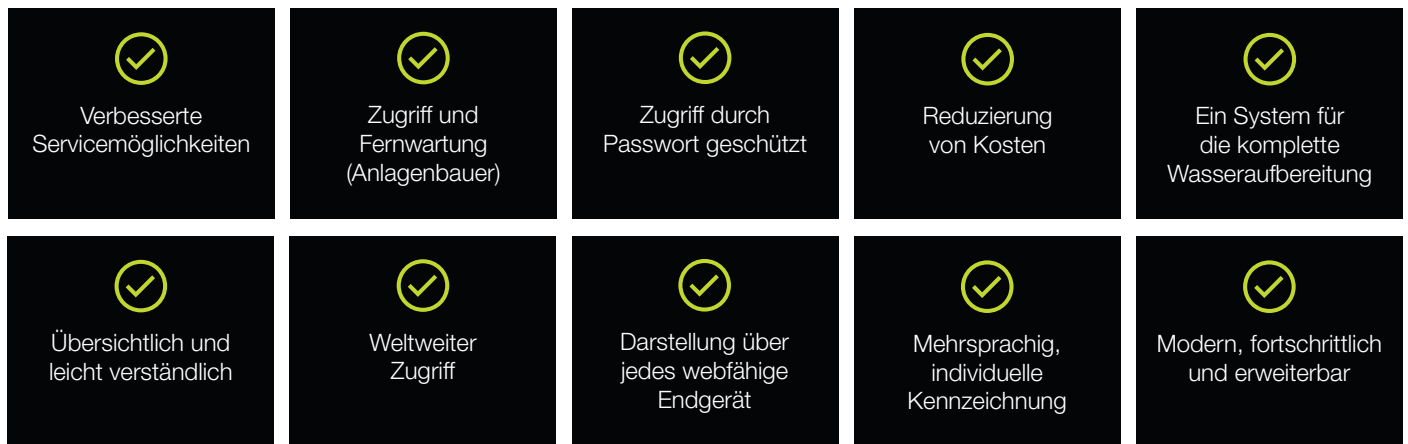 Verbesserte
Servicemöglichkeiten
Zugriff und
Fernwartung
(Anlagenbauer)
Zugriff durch
Passwort geschützt
Reduzierung
von Kosten
Ein System für
die komplette
Wasseraufbereitung
Übersichtlich und
leicht verständlich
Weltweiter
Zugriff
Darstellung über
jedes webfähige
Endgerät
Mehrsprachig,
individuelle
Kennzeichnung
Modern, fortschrittlich
und erweiterbar